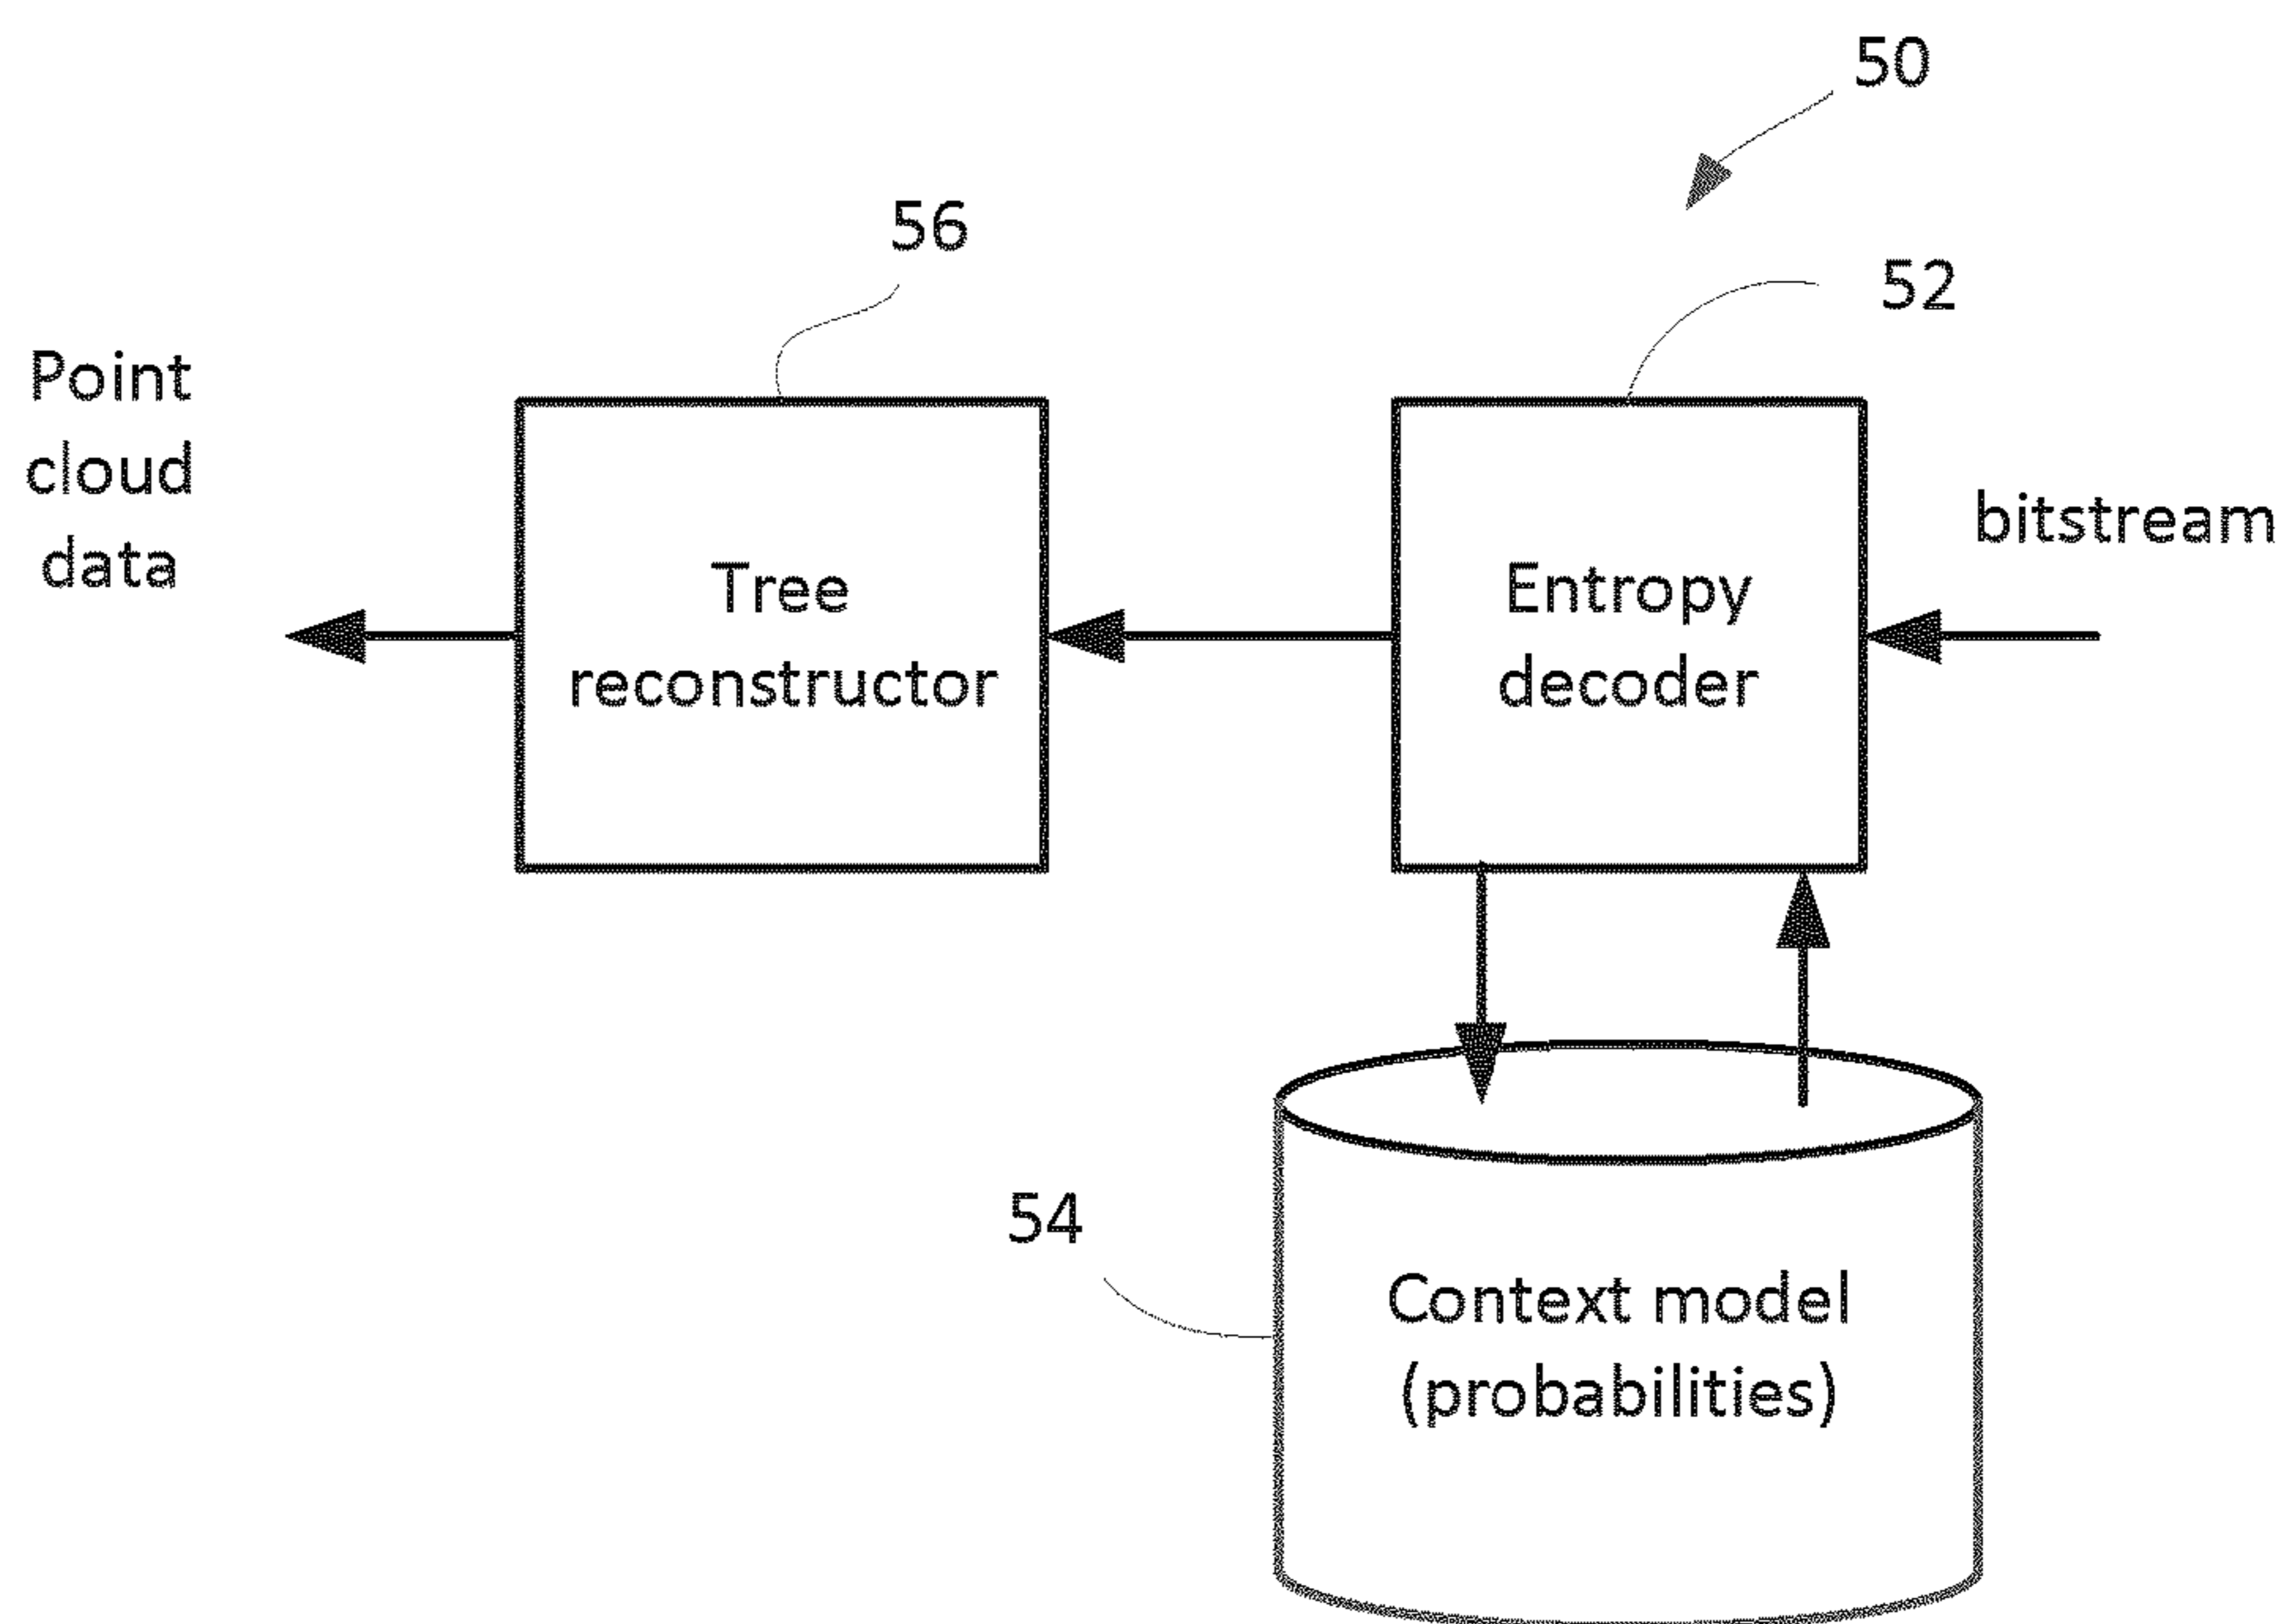 50
56
52
Point
cloud
data
bitstream
Tree
reconstructor
Entropy
decoder
54
Context model
(probabilities)